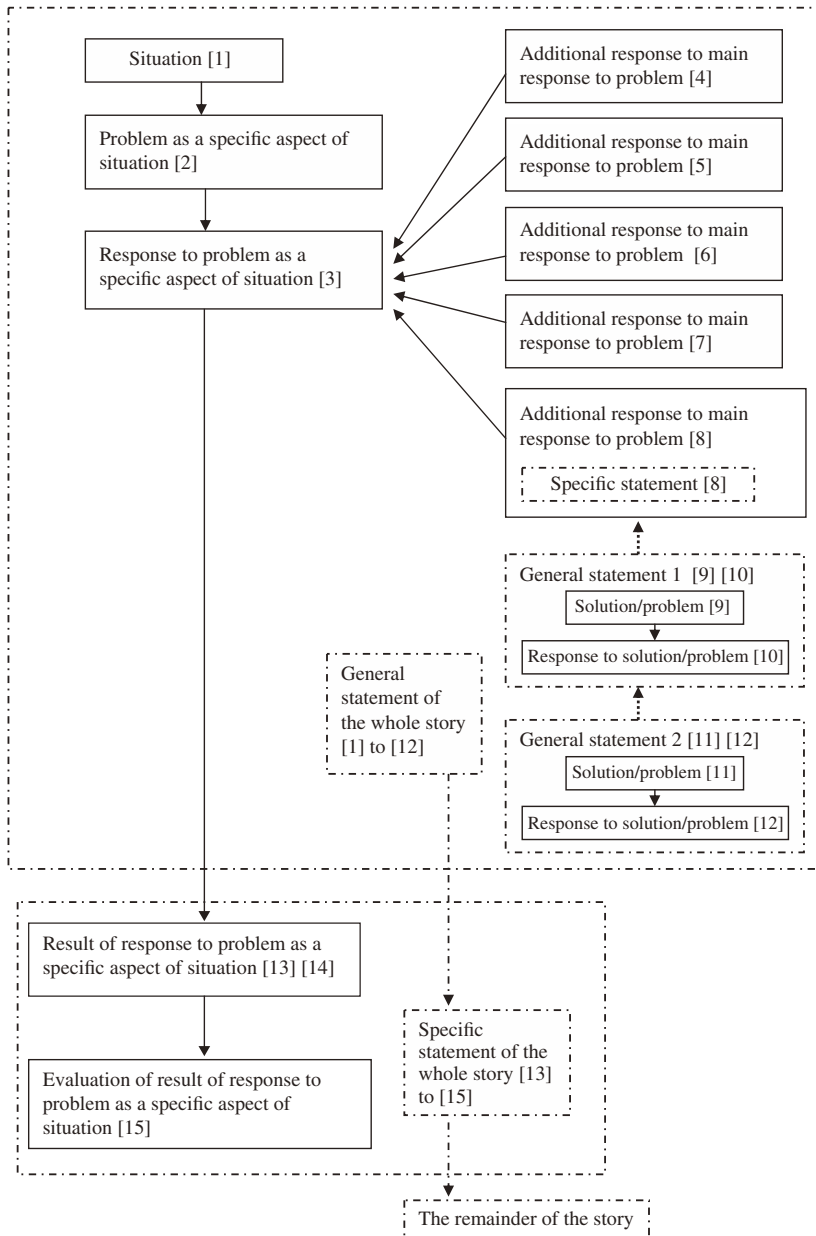 Situation [1]
Problem as a specific aspect of
situation [2]
Response to problem as a
specific aspect of situation [3]
Additional response to main
response to problem [4]
Additional response to main
response to problem [5]
Additional response to main
response to problem [6]
Additional response to main
response to problem [7]
Additional response to main
response to problem [8]
Specific statement [8]
General statement 1 [9] [10]
Solution/problem [9]
Response to solution/problem [10]
General statement 2 [11] [12]
Solution/problem [11]
Response to solution/problem [12]
General
statement of
the whole story
[1] to [12]
Result of response to problem as a
specific aspect of situation [13] [14]
Evaluation of result of response to
problem as a specific aspect of
situation [15]
Specific
statement of the
whole story [13]
to [15]
The remainder of the story